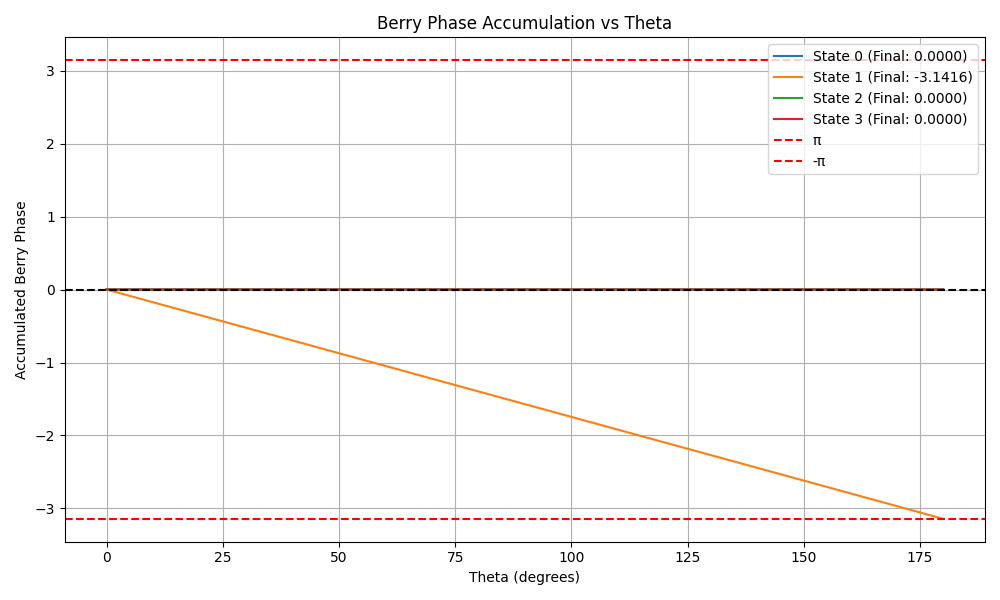 Berry Phase Accumulation vs Theta
State 0 (Final: 0.0000)
State 1 (Final: -3.1416)
State 2 (Final: 0.0000)
State 3 (Final: 0.0000)
π
-π
Accumulated Berry Phase
3
2
1
0
−1
−2
−3
0
25
50
75
100
125
150
175
Theta (degrees)